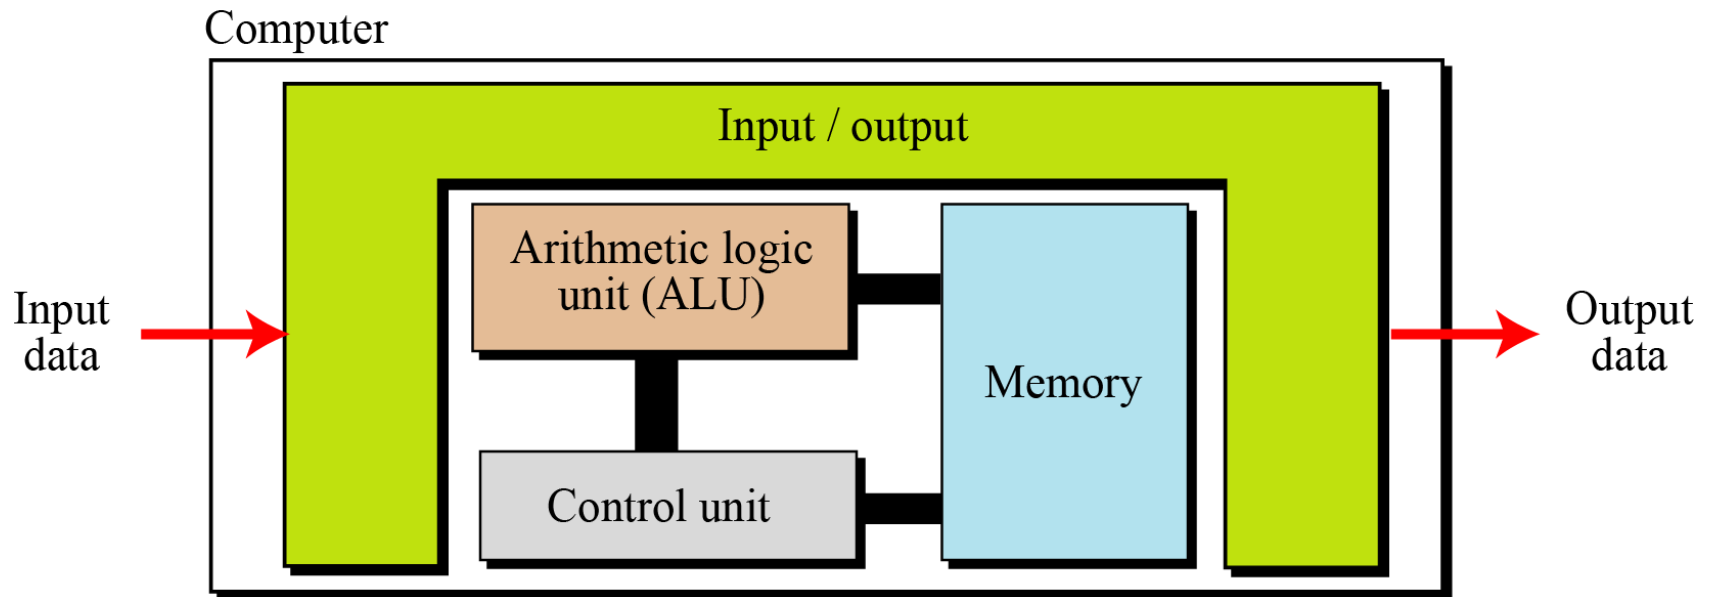 Computer
Input / output
Arithmetic logic
unit (ALU)
Input
data
Memory
Output
data
Control unit